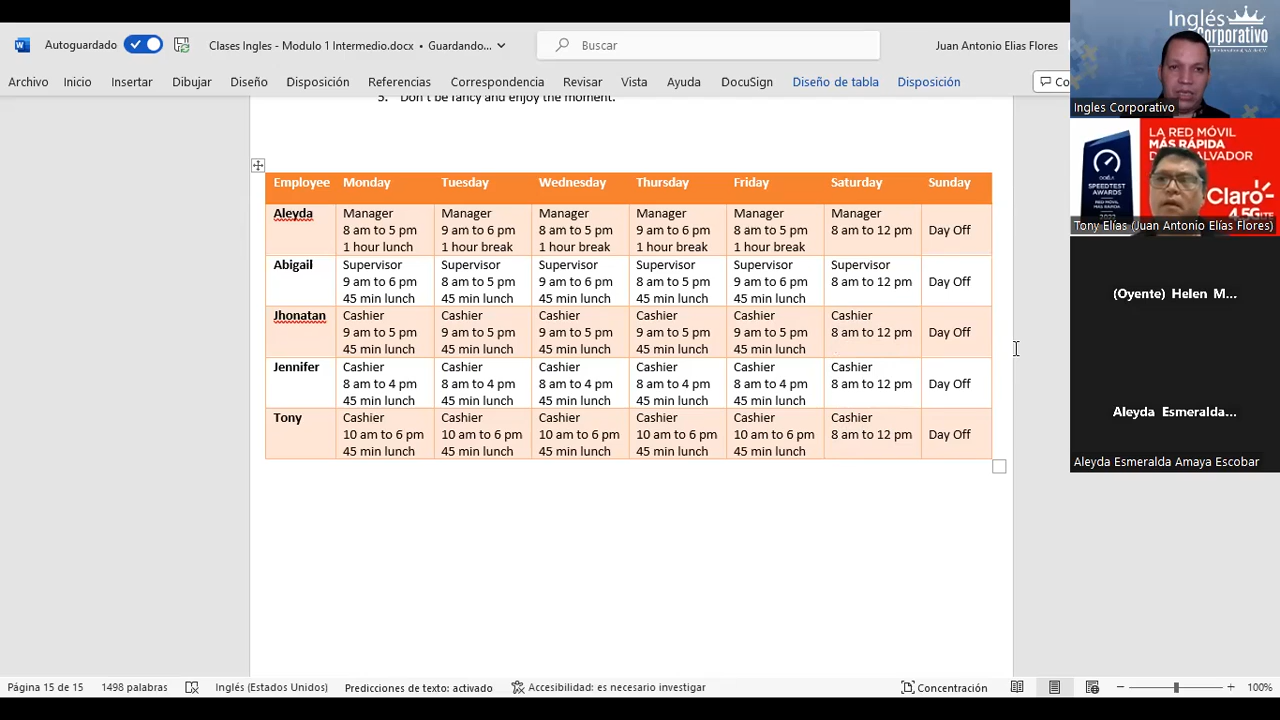 Autoguardado
Clases Ingles - Modulo 1 Intermedio.docx • Guardando...
Buscar
Juan Antonio Elias Flores
Archivo Inicio Insertar Dibujar Diseño Disposición Referencias Correspondencia Revisar Vista Ayuda DocuSign Diseño de tabla Disposición Co
5. Don't be fancy and enjoy the moment.
Employee Monday Tuesday Wednesday Thursday Friday Saturday Sunday
Aleyda Manager Manager Manager Manager Manager Manager
8 am to 5 pm 9 am to 6 pm 8 am to 5 pm 9 am to 6 pm 8 am to 5 pm 8 am to 12 pm Day Off
1 hour lunch 1 hour break 1 hour break 1 hour break 1 hour break
Abigail Supervisor Supervisor Supervisor Supervisor Supervisor Supervisor
9 am to 6 pm 8 am to 5 pm 9 am to 6 pm 8 am to 5 pm 9 am to 6 pm 8 am to 12 pm Day Off
45 min lunch 45 min lunch 45 min lunch 45 min lunch 45 min lunch
Jhonatan Cashier Cashier Cashier Cashier Cashier Cashier
9 am to 5 pm 9 am to 5 pm 9 am to 5 pm 9 am to 5 pm 9 am to 5 pm 8 am to 12 pm Day Off
45 min lunch 45 min lunch 45 min lunch 45 min lunch 45 min lunch
Jennifer Cashier Cashier Cashier Cashier Cashier Cashier
8 am to 4 pm 8 am to 4 pm 8 am to 4 pm 8 am to 4 pm 8 am to 4 pm 8 am to 12 pm Day Off
45 min lunch 45 min lunch 45 min lunch 45 min lunch 45 min lunch
Tony Cashier Cashier Cashier Cashier Cashier Cashier
10 am to 6 pm 10 am to 6 pm 10 am to 6 pm 10 am to 6 pm 10 am to 6 pm 8 am to 12 pm Day Off
45 min lunch 45 min lunch 45 min lunch 45 min lunch 45 min lunch
Página 15 de 15 1498 palabras Inglés (Estados Unidos) Predicciones de texto: activado Accesibilidad: es necesario investigar Concentración 100%
Inglés
Corporativo
Ingles Corporativo
LA RED MÓVIL
MÁS RÁPIDA
SALVADOR
SPEEDTEST
AWARDS
Claro
4.5G
Tony Elías (Juan Antonio Elías Flores)
(Oyente) Helen M...
Aleyda Esmeralda...
Aleyda Esmeralda Amaya Escobar